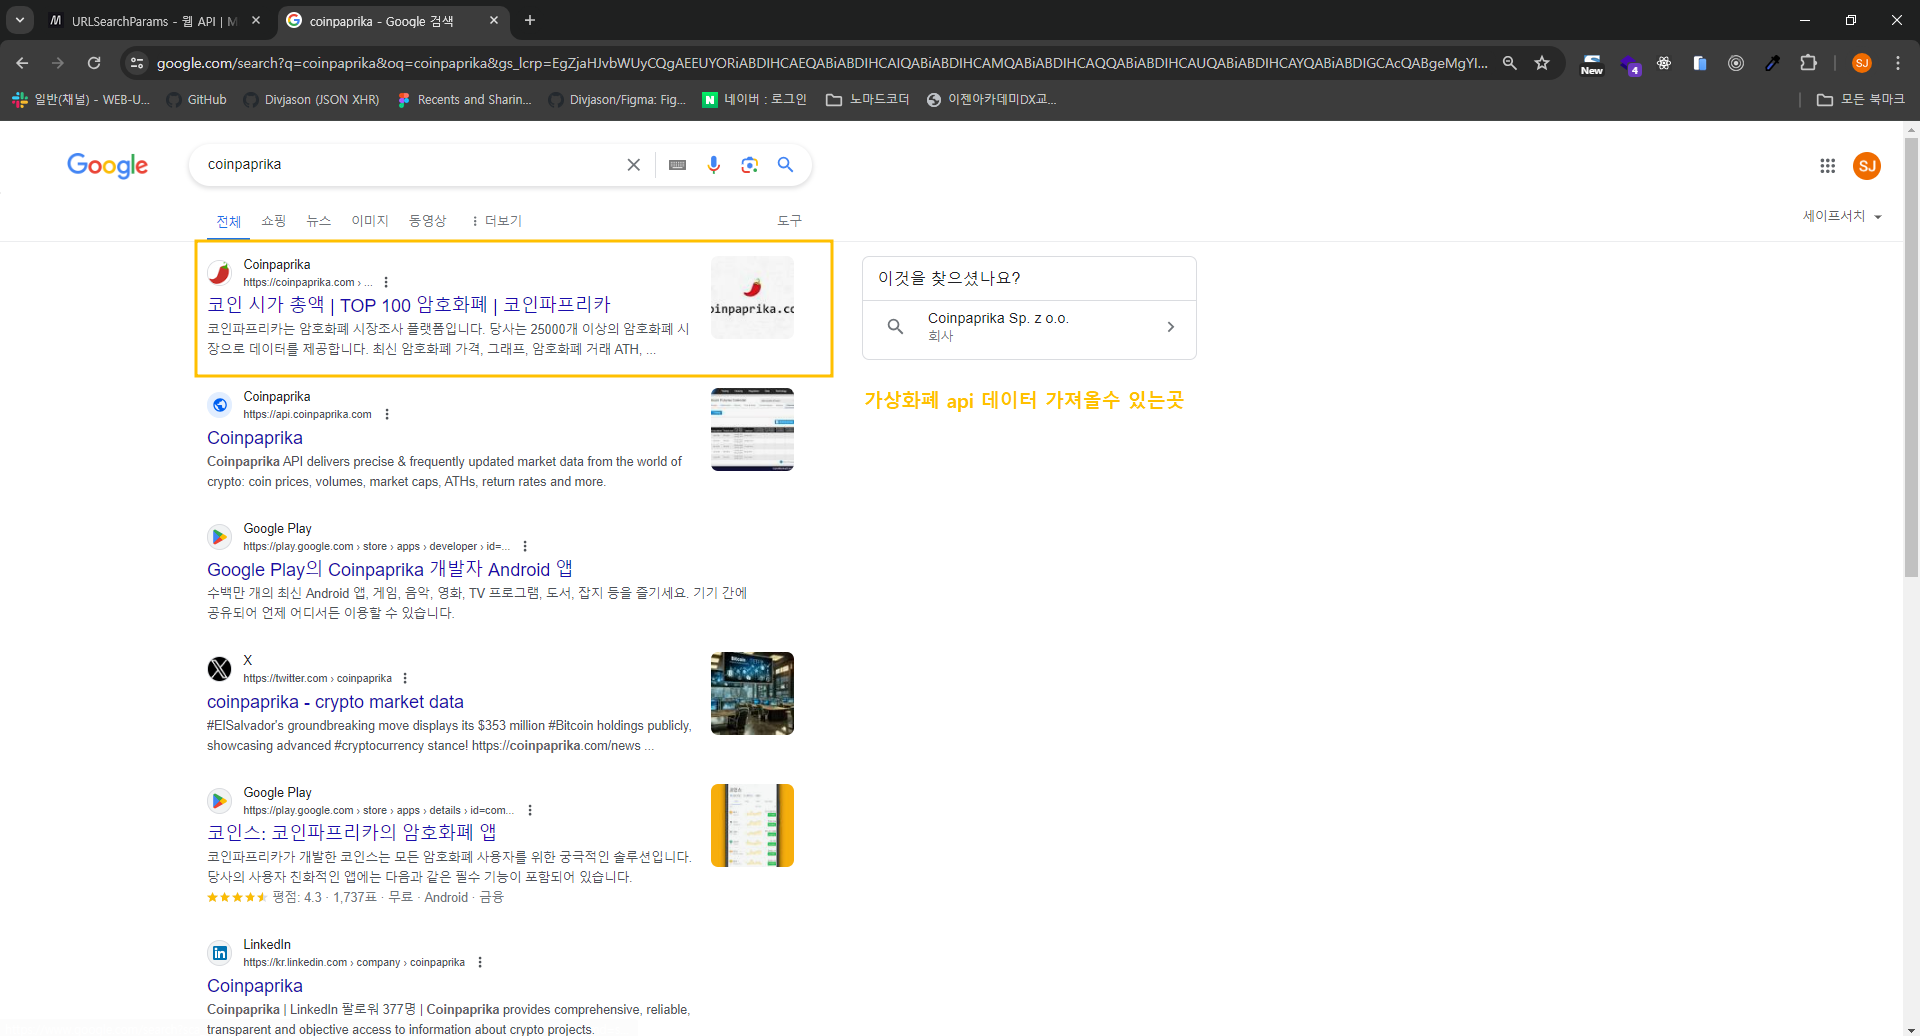 URLSearchParams - 웹 API | M
coinpaprika - Google 검색
google.com/search?q=coinpaprika&oq=coinpaprika&gs_lcrp=EgZjaHJvbWUyCQgAEEUYORiABDIHCAEQABiABDIHCAIQABiABDIHCAMQABiABDIHCAQQABiABDIHCAUQABiABDIHCAYQABiABDIGCAcQABgeMgYI...
New
4
SJ
일반(채널) - WEB-U...
GitHub
Divjason (JSON XHR)
Recents and Sharin...
Divjason/Figma: Fig...
네이버 : 로그인
노마드코더
이젠아카데미DX교...
모든 북마크
Google
coinpaprika
SJ
전체
쇼핑
뉴스
이미지
동영상
더보기
도구
세이프서치
Coinpaprika
https://coinpaprika.com › ...
코인 시가 총액 | TOP 100 암호화폐 | 코인파프리카
코인파프리카는 암호화폐 시장조사 플랫폼입니다. 당사는 25000개 이상의 암호화폐 시
장으로 데이터를 제공합니다. 최신 암호화폐 가격, 그래프, 암호화폐 거래 ATH, ...
oinpaprika.co
이것을 찾으셨나요?
Coinpaprika Sp. z o.o.
회사
가상화폐 api 데이터 가져올수 있는곳
Coinpaprika
https://api.coinpaprika.com
Coinpaprika
Coinpaprika API delivers precise & frequently updated market data from the world of
crypto: coin prices, volumes, market caps, ATHs, return rates and more.
Google Play
https://play.google.com › store › apps › developer › id=...
Google Play의 Coinpaprika 개발자 Android 앱
수백만 개의 최신 Android 앱, 게임, 음악, 영화, TV 프로그램, 도서, 잡지 등을 즐기세요. 기기 간에
공유되어 언제 어디서든 이용할 수 있습니다.
X
https://twitter.com › coinpaprika
coinpaprika - crypto market data
#ElSalvador's groundbreaking move displays its $353 million #Bitcoin holdings publicly,
showcasing advanced #cryptocurrency stance! https://coinpaprika.com/news ...
Bitcoin
Google Play
https://play.google.com › store › apps › details › id=com...
코인스: 코인파프리카의 암호화폐 앱
코인파프리카가 개발한 코인스는 모든 암호화폐 사용자를 위한 궁극적인 솔루션입니다.
당사의 사용자 친화적인 앱에는 다음과 같은 필수 기능이 포함되어 있습니다.
평점: 4.3 · 1,737표 · 무료 · Android · 금융
LinkedIn
https://kr.linkedin.com › company › coinpaprika
Coinpaprika
Coinpaprika | LinkedIn 팔로워 377명 | Coinpaprika provides comprehensive, reliable,
transparent and objective access to information about crypto projects.